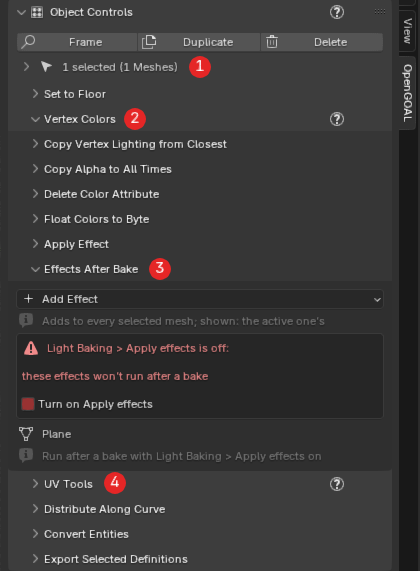 Object Controls
Frame
Duplicate
Delete
1 selected (1 Meshes)
1
Set to Floor
Vertex Colors
2
Copy Vertex Lighting from Closest
Copy Alpha to All Times
Delete Color Attribute
Float Colors to Byte
Apply Effect
Effects After Bake
3
Add Effect
Adds to every selected mesh; shown: the active one's
Light Baking > Apply effects is off:
these effects won't run after a bake
Turn on Apply effects
Plane
Run after a bake with Light Baking > Apply effects on
UV Tools
4
Distribute Along Curve
Convert Entities
Export Selected Definitions
View
OpenGOAL